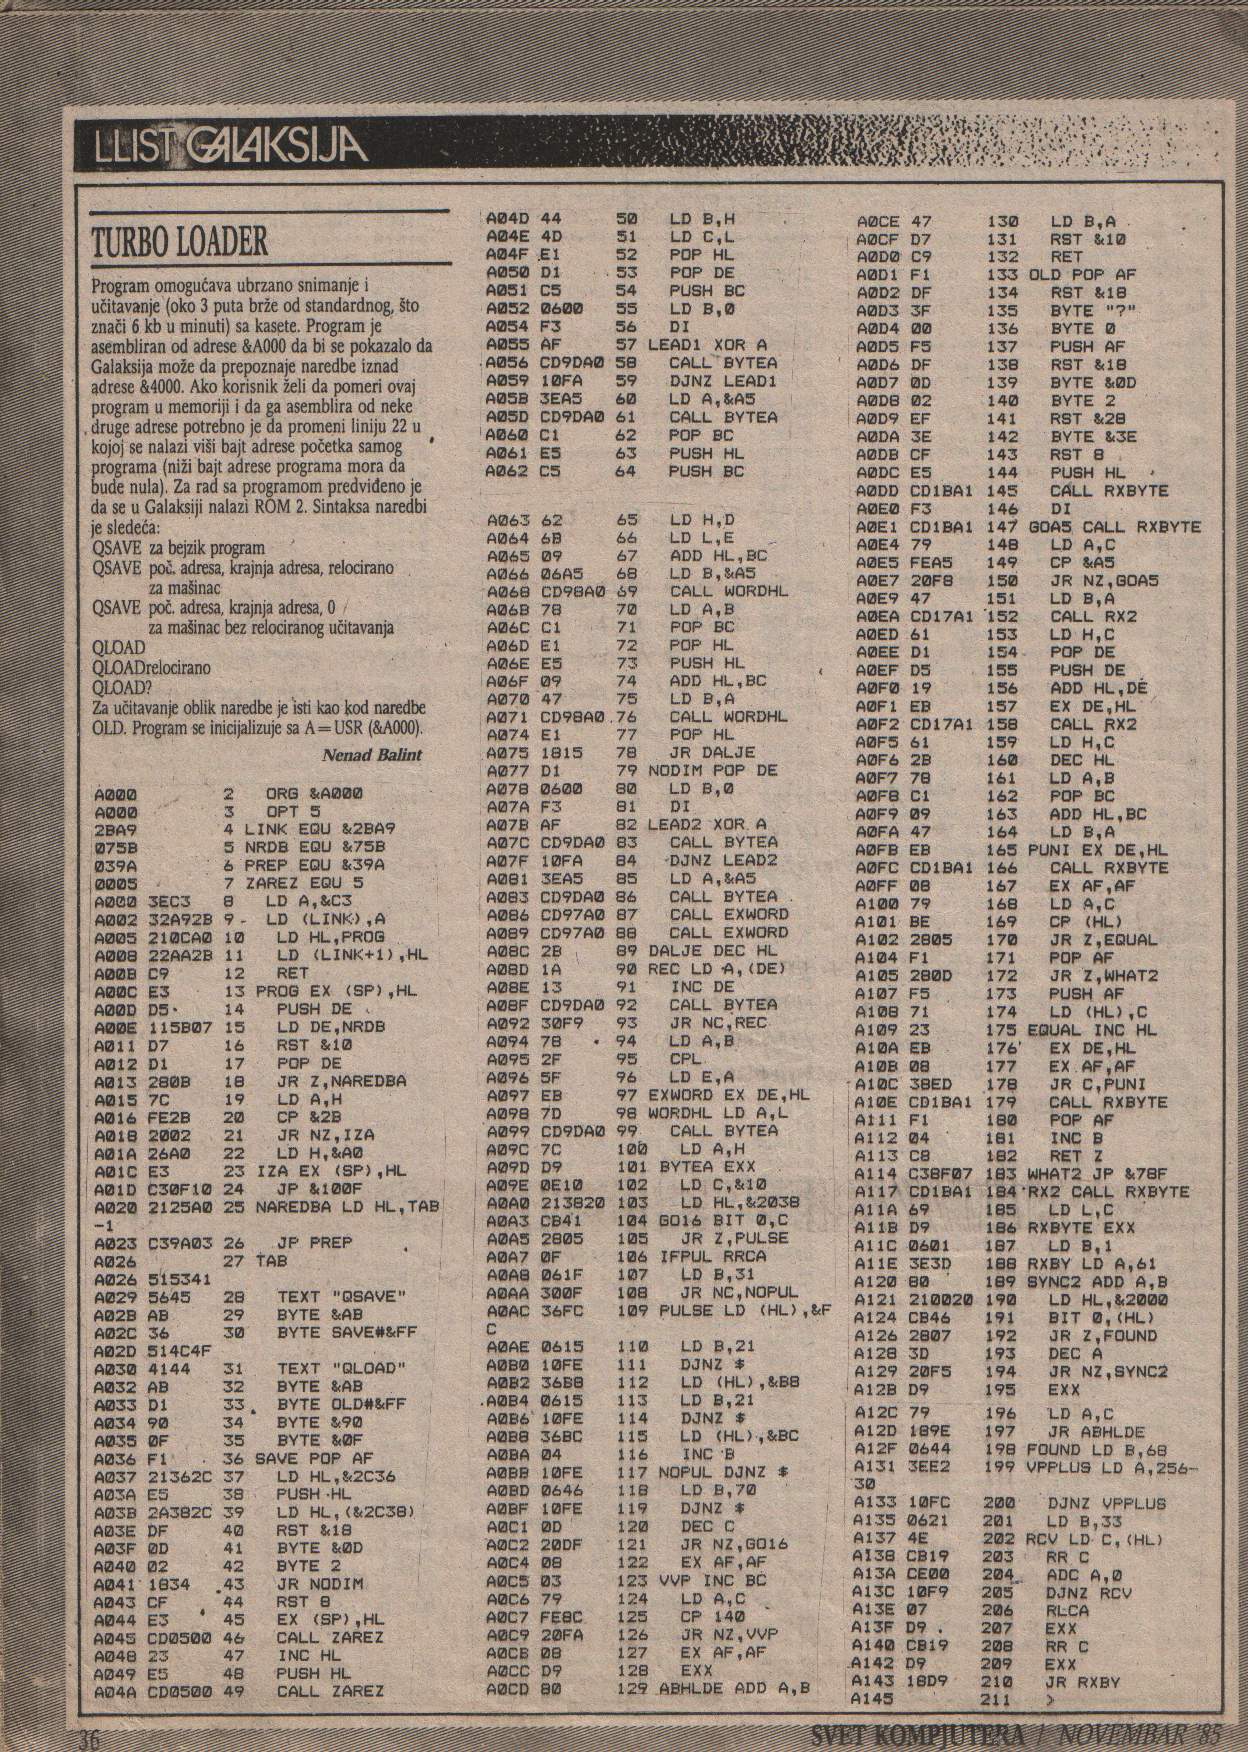 LLIST GALAKSIJA
TURBO LOADER
Program omogućava ubrzano snimanje i
učitavanje (oko 3 puta brže od standardnog, što
znači 6 kb u minuti) sa kasete. Program je
asembliran od adrese &A000 da bi se pokazalo da
Galaksija može da prepoznaje naredbe iznad
adrese &4000. Ako korisnik želi da pomeri ovaj
program u memoriji i da ga asemblira od neke
druge adrese potrebno je da promeni liniju 22 u
kojoj se nalazi viši bajt adrese početka samog
programa (niži bajt adrese programa mora da
bude nula). Za rad sa programom predviđeno je
da se u Galaksiji nalazi ROM 2. Sintaksa naredbi
je sledeća:
QSAVE za bejzik program
QSAVE poč. adresa, krajnja adresa, relocirano
za mašinac
QSAVE poč. adresa, krajnja adresa, 0
za mašinac bez relociranog učitavanja
QLOAD
QLOADrelocirano
QLOAD?
Za učitavanje oblik naredbe je isti kao kod naredbe
OLD. Program se inicijalizuje sa A=USR (&A000).
Nenad Balint
A000 2 ORG &A000
A000 3 OPT 5
2BA9 4 LINK EQU &2BA9
075B 5 NRDB EQU &75B
039A 6 PREP EQU &39A
0005 7 ZAREZ EQU 5
A000 3EC3 8 LD A,&C3
A002 32A92B 9 LD (LINK),A
A005 210CA0 10 LD HL,PROG
A008 22AA2B 11 LD (LINK+1),HL
A00B C9 12 RET
A00C E3 13 PROG EX (SP),HL
A00D D5 14 PUSH DE
A00E 115B07 15 LD DE,NRDB
A011 D7 16 RST &10
A012 D1 17 POP DE
A013 280B 18 JR Z,NAREDBA
A015 7C 19 LD A,H
A016 FE2B 20 CP &2B
A018 2002 21 JR NZ,IZA
A01A 26A0 22 LD H,&A0
A01C E3 23 IZA EX (SP),HL
A01D C30F10 24 JP &100F
A020 2125A0 25 NAREDBA LD HL,TAB
-1
A023 C39A03 26 JP PREP
A026 27 TAB
A026 515341
A029 5645 28 TEXT "QSAVE"
A02B AB 29 BYTE &AB
A02C 36 30 BYTE SAVE#&FF
A02D 514C4F
A030 4144 31 TEXT "QLOAD"
A032 AB 32 BYTE &AB
A033 D1 33 BYTE OLD#&FF
A034 90 34 BYTE &90
A035 0F 35 BYTE &0F
A036 F1 36 SAVE POP AF
A037 21362C 37 LD HL,&2C36
A03A E5 38 PUSH HL
A03B 2A382C 39 LD HL,(&2C38)
A03E DF 40 RST &18
A03F 0D 41 BYTE &0D
A040 02 42 BYTE 2
A041 1834 43 JR NODIM
A043 CF 44 RST 8
A044 E3 45 EX (SP),HL
A045 CD0500 46 CALL ZAREZ
A048 23 47 INC HL
A049 E5 48 PUSH HL
A04A CD0500 49 CALL ZAREZ
A04D 44 50 LD B,H
A04E 4D 51 LD C,L
A04F E1 52 POP HL
A050 D1 53 POP DE
A051 C5 54 PUSH BC
A052 0600 55 LD B,0
A054 F3 56 DI
A055 AF 57 LEAD1 XOR A
A056 CD9DA0 58 CALL BYTEA
A059 10FA 59 DJNZ LEAD1
A05B 3EA5 60 LD A,&A5
A05D CD9DA0 61 CALL BYTEA
A060 C1 62 POP BC
A061 E5 63 PUSH HL
A062 C5 64 PUSH BC
A063 62 65 LD H,D
A064 6B 66 LD L,E
A065 09 67 ADD HL,BC
A066 06A5 68 LD B,&A5
A068 CD98A0 69 CALL WORDHL
A06B 78 70 LD A,B
A06C C1 71 POP BC
A06D E1 72 POP HL
A06E E5 73 PUSH HL
A06F 09 74 ADD HL,BC
A070 47 75 LD B,A
A071 CD98A0 76 CALL WORDHL
A074 E1 77 POP HL
A075 1815 78 JR DALJE
A077 D1 79 NODIM POP DE
A078 0600 80 LD B,0
A07A F3 81 DI
A07B AF 82 LEAD2 XOR A
A07C CD9DA0 83 CALL BYTEA
A07F 10FA 84 DJNZ LEAD2
A081 3EA5 85 LD A,&A5
A083 CD9DA0 86 CALL BYTEA
A086 CD97A0 87 CALL EXWORD
A089 CD97A0 88 CALL EXWORD
A08C 2B 89 DALJE DEC HL
A08D 1A 90 REC LD A,(DE)
A08E 13 91 INC DE
A08F CD9DA0 92 CALL BYTEA
A092 30F9 93 JR NC,REC
A094 78 94 LD A,B
A095 2F 95 CPL
A096 5F 96 LD E,A
A097 EB 97 EXWORD EX DE,HL
A098 7D 98 WORDHL LD A,L
A099 CD9DA0 99 CALL BYTEA
A09C 7C 100 LD A,H
A09D D9 101 BYTEA EXX
A09E 0E10 102 LD C,&10
A0A0 213820 103 LD HL,&2038
A0A3 CB41 104 GO16 BIT 0,C
A0A5 2805 105 JR Z,PULSE
A0A7 0F 106 IFPUL RRCA
A0A8 061F 107 LD B,31
A0AA 300F 108 JR NC,NOPUL
A0AC 36FC 109 PULSE LD (HL),&F
C
A0AE 0615 110 LD B,21
A0B0 10FE 111 DJNZ $
A0B2 36B8 112 LD (HL),&B8
A0B4 0615 113 LD B,21
A0B6 10FE 114 DJNZ $
A0B8 36BC 115 LD (HL),&BC
A0BA 04 116 INC B
A0BB 10FE 117 NOPUL DJNZ $
A0BD 0646 118 LD B,70
A0BF 10FE 119 DJNZ $
A0C1 0D 120 DEC C
A0C2 20DF 121 JR NZ,GO16
A0C4 08 122 EX AF,AF
A0C5 03 123 VVP INC BC
A0C6 79 124 LD A,C
A0C7 FE8C 125 CP 140
A0C9 20FA 126 JR NZ,VVP
A0CB 08 127 EX AF,AF
A0CC D9 128 EXX
A0CD 80 129 ABHLDE ADD A,B
A0CE 47 130 LD B,A
A0CF D7 131 RST &10
A0D0 C9 132 RET
A0D1 F1 133 OLD POP AF
A0D2 DF 134 RST &18
A0D3 3F 135 BYTE "?"
A0D4 00 136 BYTE 0
A0D5 F5 137 PUSH AF
A0D6 DF 138 RST &18
A0D7 0D 139 BYTE &0D
A0D8 02 140 BYTE 2
A0D9 EF 141 RST &28
A0DA 3E 142 BYTE &3E
A0DB CF 143 RST 8
A0DC E5 144 PUSH HL
A0DD CD1BA1 145 CALL RXBYTE
A0E0 F3 146 DI
A0E1 CD1BA1 147 GOA5 CALL RXBYTE
A0E4 79 148 LD A,C
A0E5 FEA5 149 CP &A5
A0E7 20F8 150 JR NZ,GOA5
A0E9 47 151 LD B,A
A0EA CD17A1 152 CALL RX2
A0ED 61 153 LD H,C
A0EE D1 154 POP DE
A0EF D5 155 PUSH DE
A0F0 19 156 ADD HL,DE
A0F1 EB 157 EX DE,HL
A0F2 CD17A1 158 CALL RX2
A0F5 61 159 LD H,C
A0F6 2B 160 DEC HL
A0F7 78 161 LD A,B
A0F8 C1 162 POP BC
A0F9 09 163 ADD HL,BC
A0FA 47 164 LD B,A
A0FB EB 165 PUNI EX DE,HL
A0FC CD1BA1 166 CALL RXBYTE
A0FF 08 167 EX AF,AF
A100 79 168 LD A,C
A101 BE 169 CP (HL)
A102 2805 170 JR Z,EQUAL
A104 F1 171 POP AF
A105 280D 172 JR Z,WHAT2
A107 F5 173 PUSH AF
A108 71 174 LD (HL),C
A109 23 175 EQUAL INC HL
A10A EB 176 EX DE,HL
A10B 08 177 EX AF,AF
A10C 38ED 178 JR C,PUNI
A10E CD1BA1 179 CALL RXBYTE
A111 F1 180 POP AF
A112 04 181 INC B
A113 C8 182 RET Z
A114 C38F07 183 WHAT2 JP &78F
A117 CD1BA1 184 RX2 CALL RXBYTE
A11A 69 185 LD L,C
A11B D9 186 RXBYTE EXX
A11C 0601 187 LD B,1
A11E 3E3D 188 RXBY LD A,61
A120 80 189 SYNC2 ADD A,B
A121 210020 190 LD HL,&2000
A124 CB46 191 BIT 0,(HL)
A126 2807 192 JR Z,FOUND
A128 3D 193 DEC A
A129 20F5 194 JR NZ,SYNC2
A12B D9 195 EXX
A12C 79 196 LD A,C
A12D 189E 197 JR ABHLDE
A12F 0644 198 FOUND LD B,68
A131 3EE2 199 VPPLUS LD A,256-
30
A133 10FC 200 DJNZ VPPLUS
A135 0621 201 LD B,33
A137 4E 202 RCV LD C,(HL)
A138 CB19 203 RR C
A13A CE00 204 ADC A,0
A13C 10F9 205 DJNZ RCV
A13E 07 206 RLCA
A13F D9 207 EXX
A140 CB19 208 RR C
A142 D9 209 EXX
A143 18D9 210 JR RXBY
A145 211 >
36
SVET KOMPJUTERA / NOVEMBAR '85